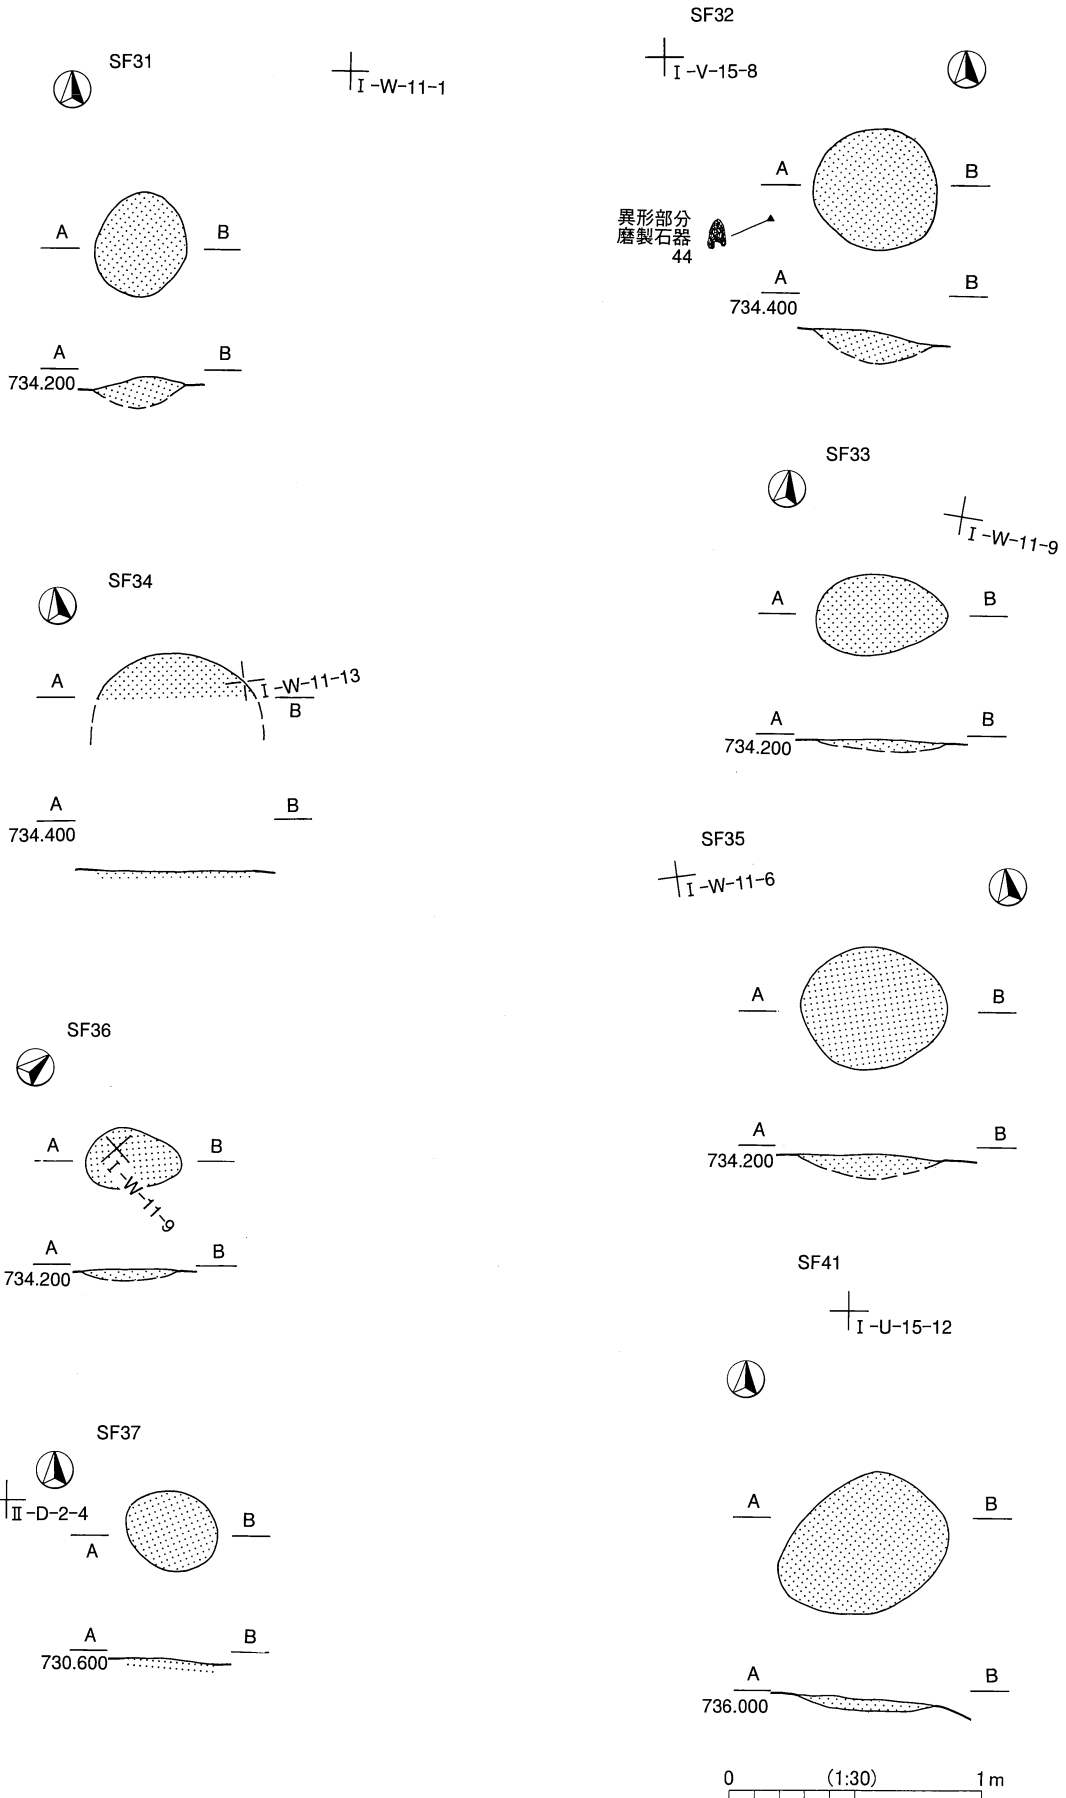 SF31
Ⅰ-W-11-1
A
B
A
B
734.200
SF32
Ⅰ-V-15-8
A
B
異形部分
磨製石器
44
A
B
734.400
SF33
Ⅰ-W-11-9
A
B
A
B
734.200
SF34
A
Ⅰ-W-11-13
B
A
B
734.400
SF35
Ⅰ-W-11-6
A
B
A
B
734.200
SF36
A
B
Ⅰ-W-11-9
A
B
734.200
SF41
Ⅰ-U-15-12
A
B
A
B
736.000
SF37
Ⅱ-D-2-4
A
B
A
B
730.600
0 (1:30) 1m